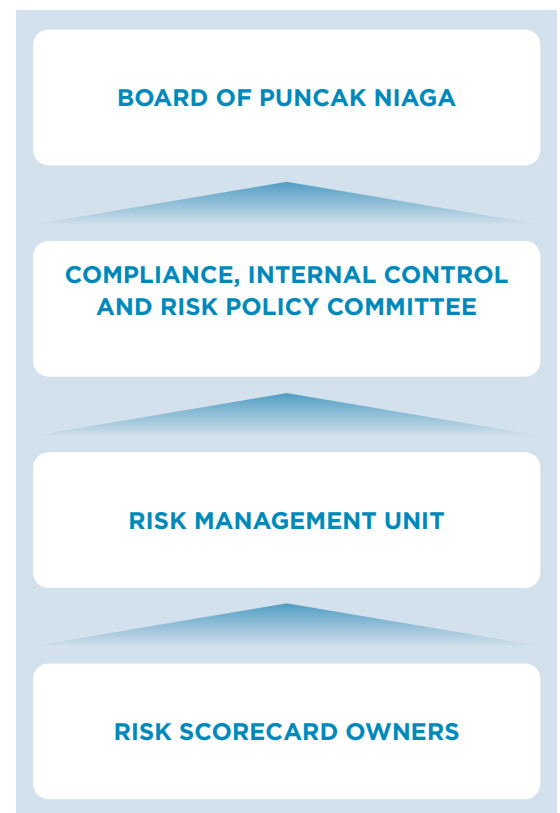 BOARD OF PUNCAK NIAGA
COMPLIANCE, INTERNAL CONTROL
AND RISK POLICY COMMITTEE
RISK MANAGEMENT UNIT
RISK SCORECARD OWNERS